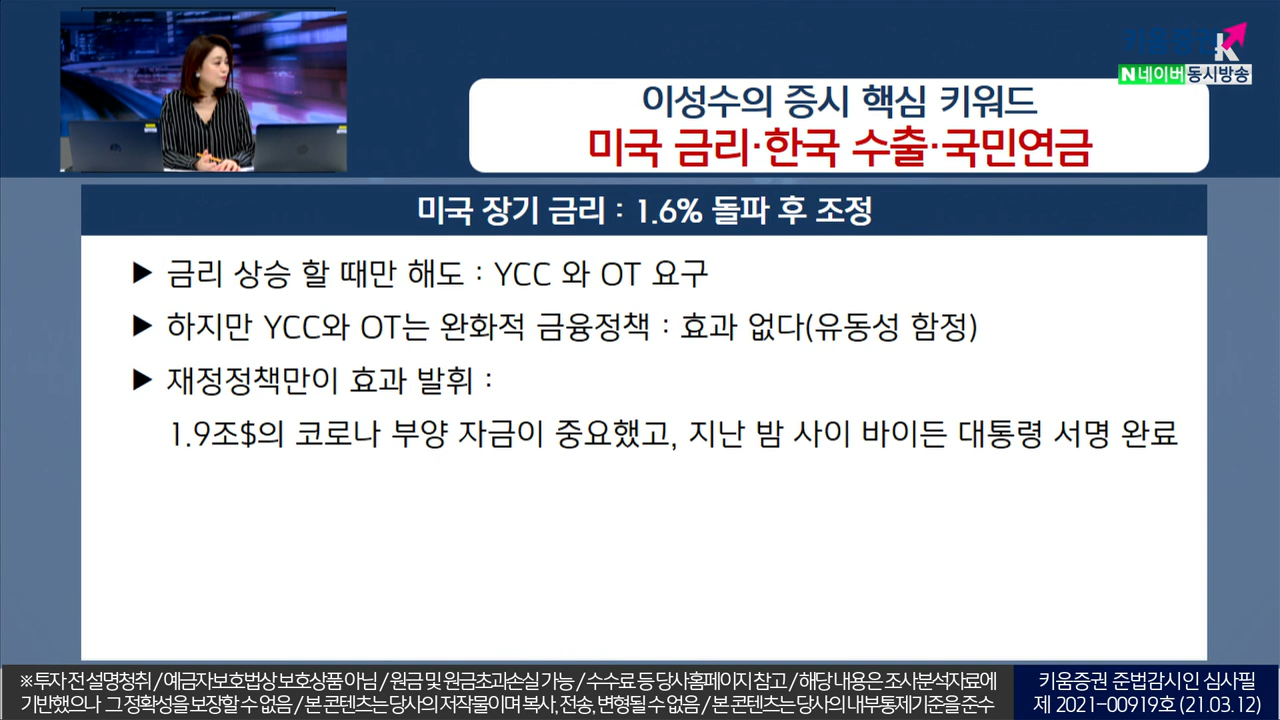 키움증권
N 네이버 동시방송
이성수의 증시 핵심 키워드
미국 금리·한국 수출·국민연금
미국 장기 금리 : 1.6% 돌파 후 조정
▶ 금리 상승 할 때만 해도 : YCC 와 OT 요구
▶ 하지만 YCC와 OT는 완화적 금융정책 : 효과 없다(유동성 함정)
▶ 재정정책만이 효과 발휘 :
1.9조$의 코로나 부양 자금이 중요했고, 지난 밤 사이 바이든 대통령 서명 완료
※ 투자 전 설명청취 / 예금자보호법상 보호상품 아님 / 원금 및 원금초과손실 가능 / 수수료 등 당사홈페이지 참고 / 해당 내용은 조사분석자료에
기반했으나 그 정확성을 보장할 수 없음 / 본 콘텐츠는 당사의 저작물이며 복사, 전송, 변형될 수 없음 / 본 콘텐츠는 당사의 내부통제기준을 준수
키움증권 준법감시인 심사필
제 2021-00919호 (21.03.12)